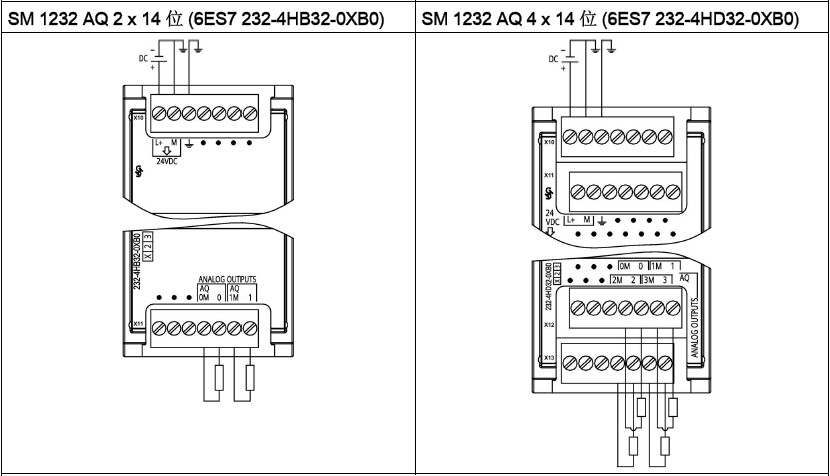 SM 1232 AQ 2 x 14 位 (6ES7 232-4HB32-0XB0)
DC
− +
X10
L+ M
24VDC
232-4HB32-0XB0
X 2 3
ANALOG OUTPUTS
AQ AQ
0M 0 1M 1
X11
SM 1232 AQ 4 x 14 位 (6ES7 232-4HD32-0XB0)
DC
− +
X10
X11
24
VDC
L+ M
232-4HD32-0XB0
X 2 3
0M 0 1M 1
2M 2 3M 3
AQ
ANALOG OUTPUTS
X12
X13